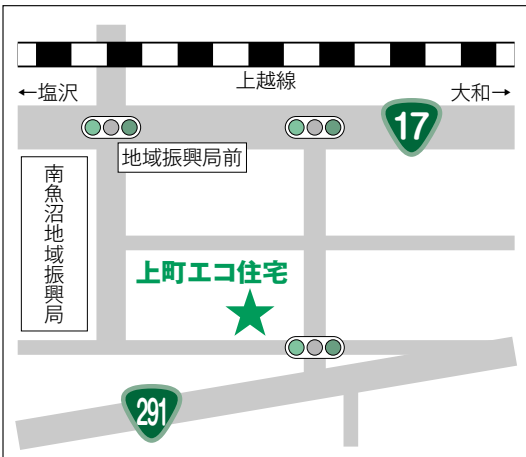 上越線
←塩沢
大和→
17
地域振興局前
南魚沼地域振興局
上町エコ住宅
291